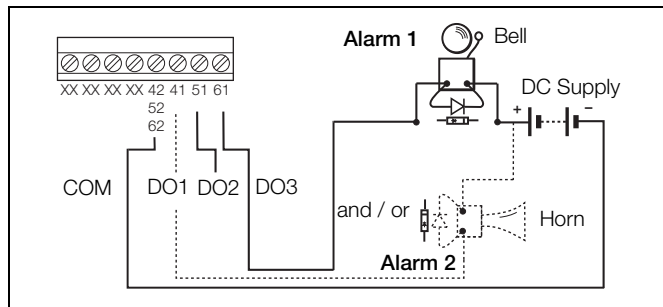 Alarm 1
Bell
DC Supply
+ −
XX XX XX XX 42 41 51 61
52
62
COM
DO1
DO2
DO3
and / or
Horn
Alarm 2